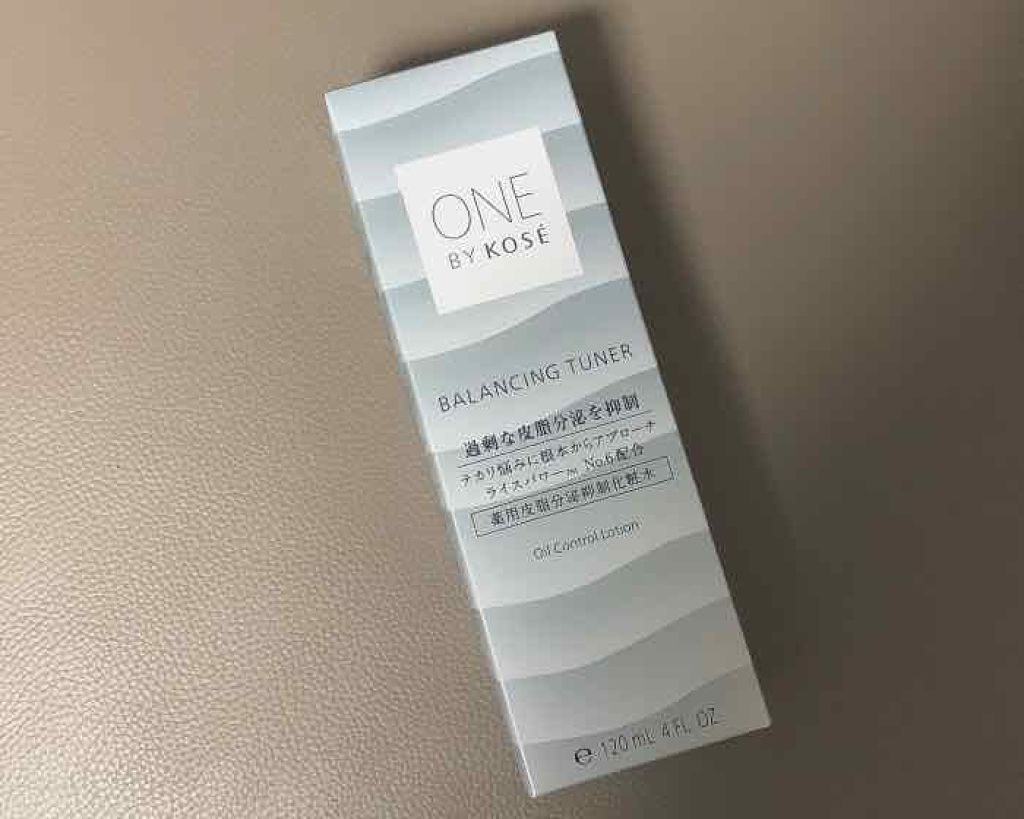 ONE
BY KOSÉ
BALANCING TUNER
過剰な皮脂分泌を抑制
テカリ悩みに根本からアプローチ
ライスパワー™ No.6配合
薬用皮脂分泌抑制化粧水
Oil Control Lotion
℮ 120 mL 4 FL. OZ.